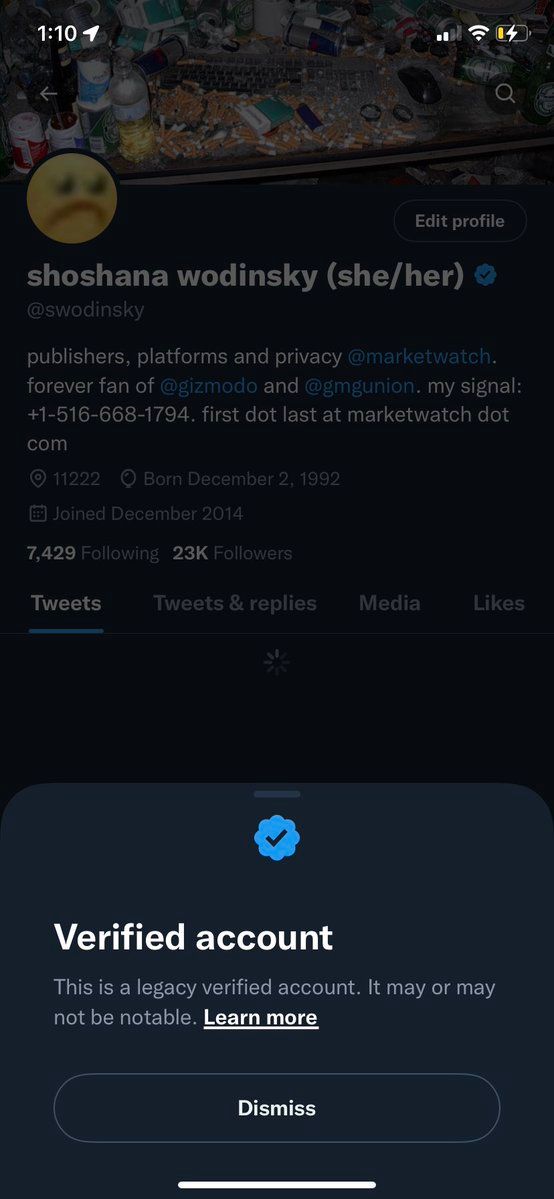 1:10
Edit profile
shoshana wodinsky (she/her)
@swodinsky
publishers, platforms and privacy @marketwatch.
forever fan of @gizmodo and @gmgunion. my signal:
+1-516-668-1794. first dot last at marketwatch dot
com
11222 Born December 2, 1992
Joined December 2014
7,429 Following 23K Followers
Tweets Tweets & replies Media Likes
Verified account
This is a legacy verified account. It may or may
not be notable. Learn more
Dismiss